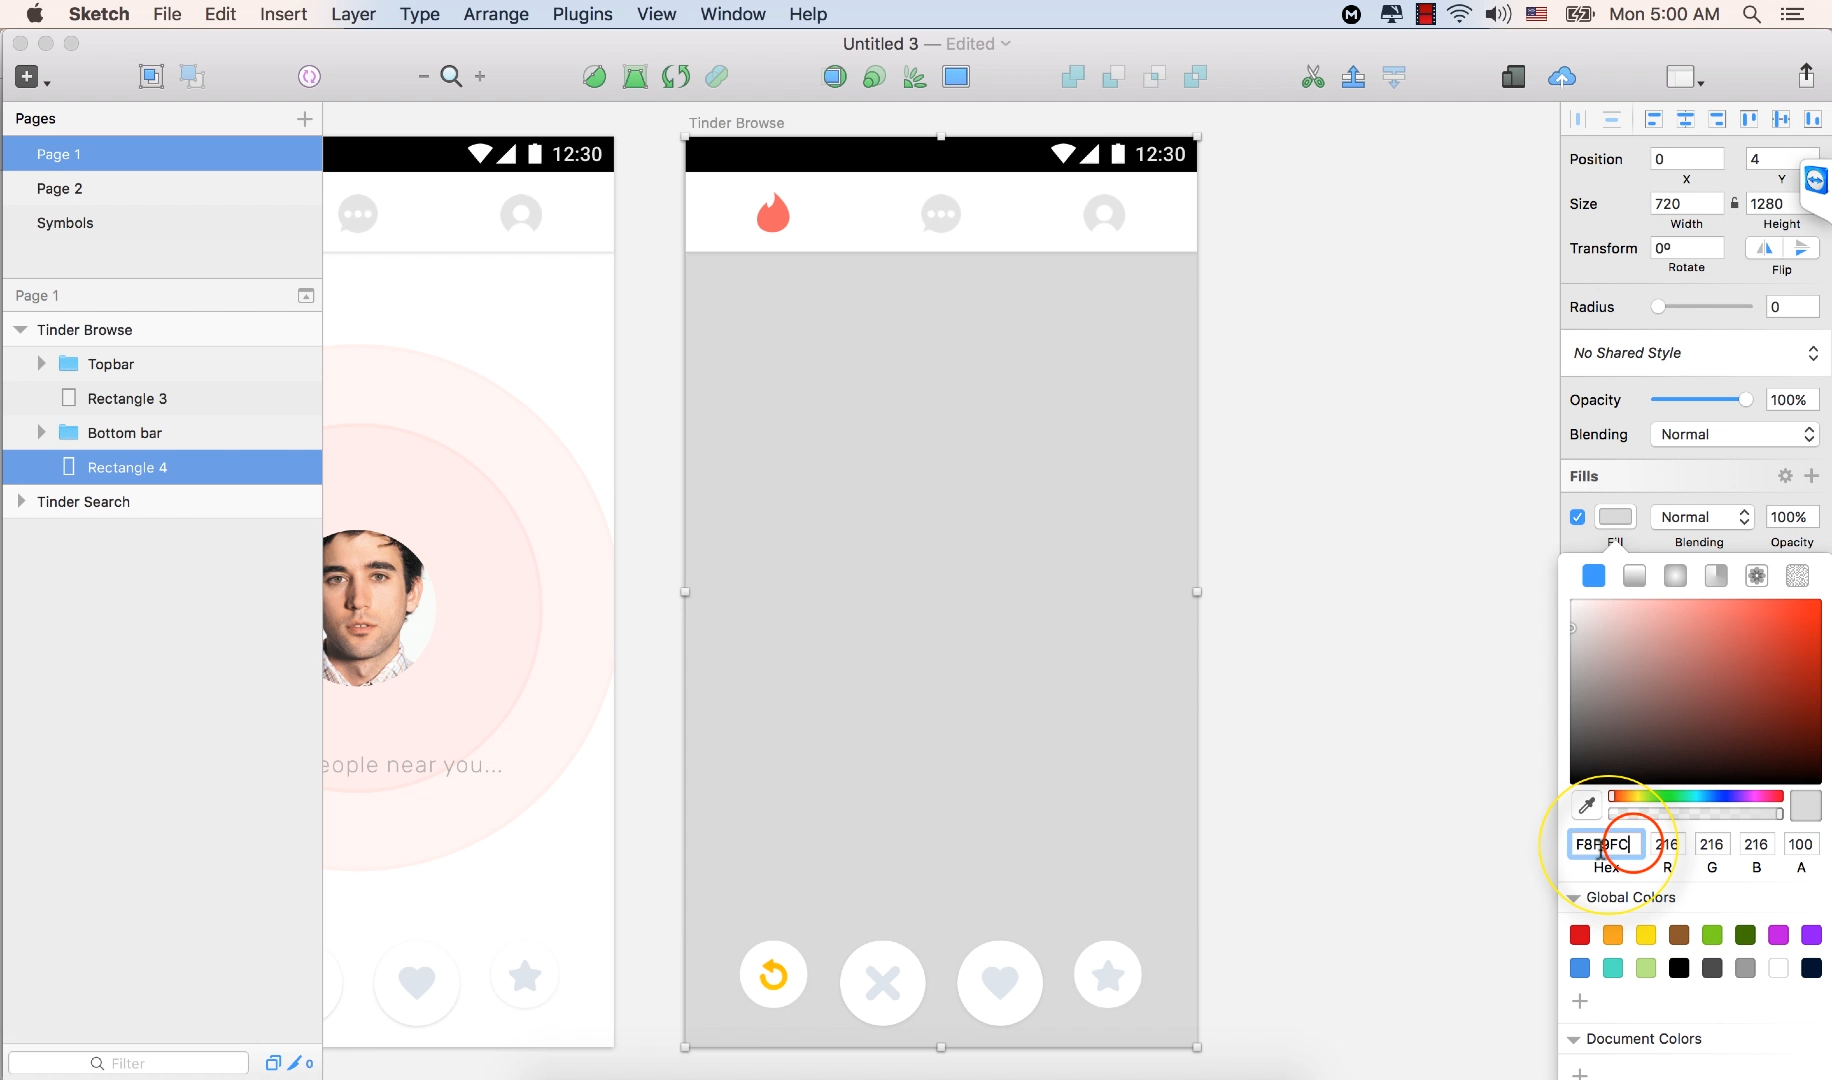 Sketch File Edit Insert Layer Type Arrange Plugins View Window Help Mon 5:00 AM
Untitled 3 — Edited
Pages
Page 1
Page 2
Symbols
Page 1
Tinder Browse
Topbar
Rectangle 3
Bottom bar
Rectangle 4
Tinder Search
Filter
0
12:30
eople near you...
Tinder Browse
12:30
Position 0 4
X Y
Size 720 1280
Width Height
Transform 0º
Rotate Flip
Radius 0
No Shared Style
Opacity 100%
Blending Normal
Fills
Normal 100%
Fill Blending Opacity
F8F9FC 216 216 216 100
Hex R G B A
Global Colors
Document Colors